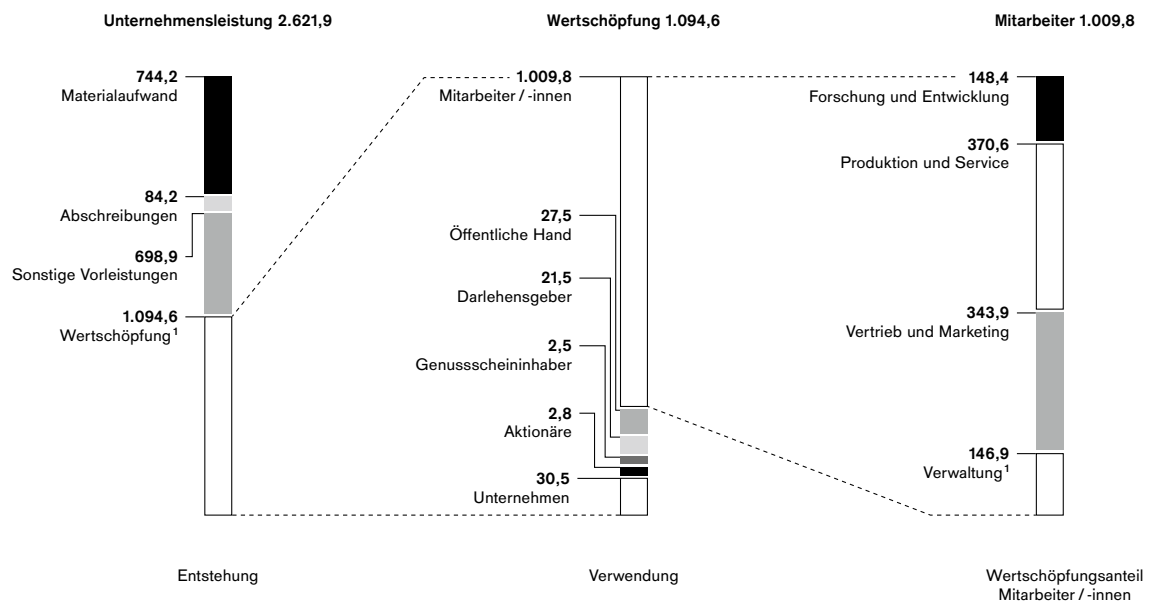 Unternehmensleistung 2.621,9
744,2
Materialaufwand
84,2
Abschreibungen
698,9
Sonstige Vorleistungen
1.094,6
Wertschöpfung¹
Entstehung
Wertschöpfung 1.094,6
1.009,8
Mitarbeiter / -innen
27,5
Öffentliche Hand
21,5
Darlehensgeber
2,5
Genussscheininhaber
2,8
Aktionäre
30,5
Unternehmen
Verwendung
Mitarbeiter 1.009,8
148,4
Forschung und Entwicklung
370,6
Produktion und Service
343,9
Vertrieb und Marketing
146,9
Verwaltung¹
Wertschöpfungsanteil
Mitarbeiter / -innen